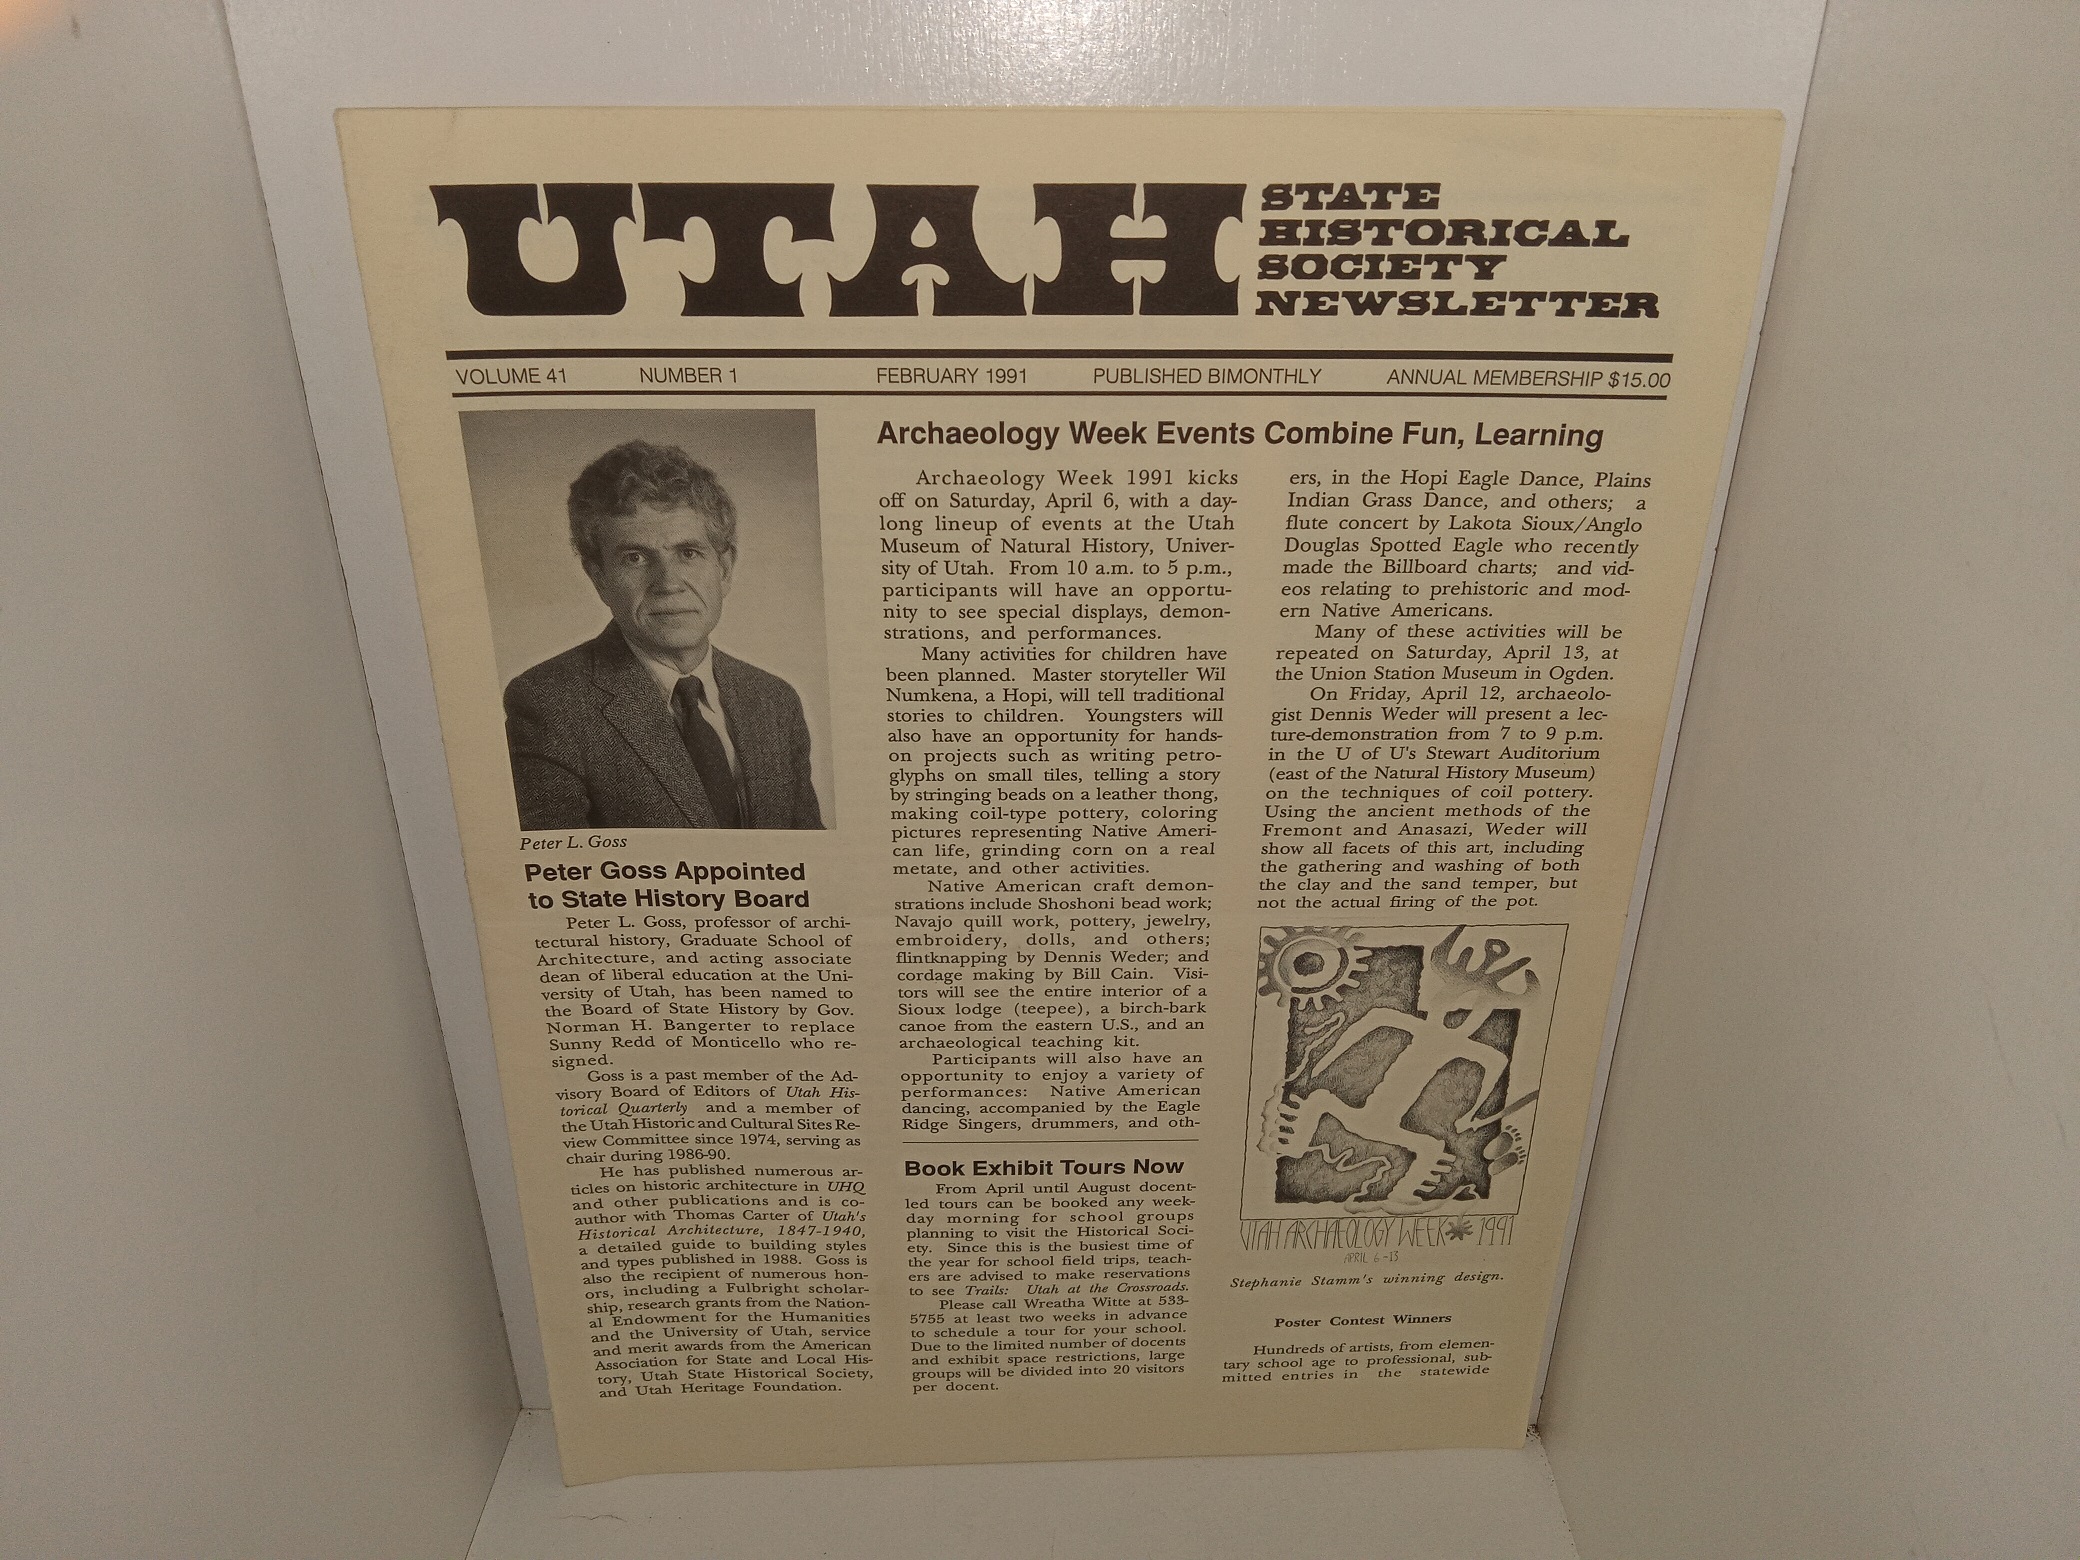 UTAH
STATE
HISTORICAL
SOCIETY
NEWSLETTER
VOLUME 41 NUMBER 1 FEBRUARY 1991 PUBLISHED BIMONTHLY ANNUAL MEMBERSHIP $15.00
Peter L. Goss
Peter Goss Appointed
to State History Board
Peter L. Goss, professor of archi-
tectural history, Graduate School of
Architecture, and acting associate
dean of liberal education at the Uni-
versity of Utah, has been named to
the Board of State History by Gov.
Norman H. Bangerter to replace
Sunny Redd of Monticello who re-
signed.
Goss is a past member of the Ad-
visory Board of Editors of Utah His-
torical Quarterly and a member of
the Utah Historic and Cultural Sites Re-
view Committee since 1974, serving as
chair during 1986-90.
He has published numerous ar-
ticles on historic architecture in UHQ
and other publications and is co-
author with Thomas Carter of Utah's
Historical Architecture, 1847-1940,
a detailed guide to building styles
and types published in 1988. Goss is
also the recipient of numerous hon-
ors, including a Fulbright scholar-
ship, research grants from the Nation-
al Endowment for the Humanities
and the University of Utah, service
and merit awards from the American
Association for State and Local His-
tory, Utah State Historical Society,
and Utah Heritage Foundation.
Archaeology Week Events Combine Fun, Learning
Archaeology Week 1991 kicks
off on Saturday, April 6, with a day-
long lineup of events at the Utah
Museum of Natural History, Univer-
sity of Utah. From 10 a.m. to 5 p.m.,
participants will have an opportu-
nity to see special displays, demon-
strations, and performances.
Many activities for children have
been planned. Master storyteller Wil
Numkena, a Hopi, will tell traditional
stories to children. Youngsters will
also have an opportunity for hands-
on projects such as writing petro-
glyphs on small tiles, telling a story
by stringing beads on a leather thong,
making coil-type pottery, coloring
pictures representing Native Ameri-
can life, grinding corn on a real
metate, and other activities.
Native American craft demon-
strations include Shoshoni bead work;
Navajo quill work, pottery, jewelry,
embroidery, dolls, and others;
flintknapping by Dennis Weder; and
cordage making by Bill Cain. Visi-
tors will see the entire interior of a
Sioux lodge (teepee), a birch-bark
canoe from the eastern U.S., and an
archaeological teaching kit.
Participants will also have an
opportunity to enjoy a variety of
performances: Native American
dancing, accompanied by the Eagle
Ridge Singers, drummers, and oth-
ers, in the Hopi Eagle Dance, Plains
Indian Grass Dance, and others; a
flute concert by Lakota Sioux/Anglo
Douglas Spotted Eagle who recently
made the Billboard charts; and vid-
eos relating to prehistoric and mod-
ern Native Americans.
Many of these activities will be
repeated on Saturday, April 13, at
the Union Station Museum in Ogden.
On Friday, April 12, archaeolo-
gist Dennis Weder will present a lec-
ture-demonstration from 7 to 9 p.m.
in the U of U's Stewart Auditorium
(east of the Natural History Museum)
on the techniques of coil pottery.
Using the ancient methods of the
Fremont and Anasazi, Weder will
show all facets of this art, including
the gathering and washing of both
the clay and the sand temper, but
not the actual firing of the pot.
Book Exhibit Tours Now
From April until August docent-
led tours can be booked any week-
day morning for school groups
planning to visit the Historical Soci-
ety. Since this is the busiest time of
the year for school field trips, teach-
ers are advised to make reservations
to see Trails: Utah at the Crossroads.
Please call Wreatha Witte at 533-
5755 at least two weeks in advance
to schedule a tour for your school.
Due to the limited number of docents
and exhibit space restrictions, large
groups will be divided into 20 visitors
per docent.
UTAH ARCHAEOLOGY WEEK 1991
APRIL 6-13
Stephanie Stamm's winning design.
Poster Contest Winners
Hundreds of artists, from elemen-
tary school age to professional, sub-
mitted entries in the statewide